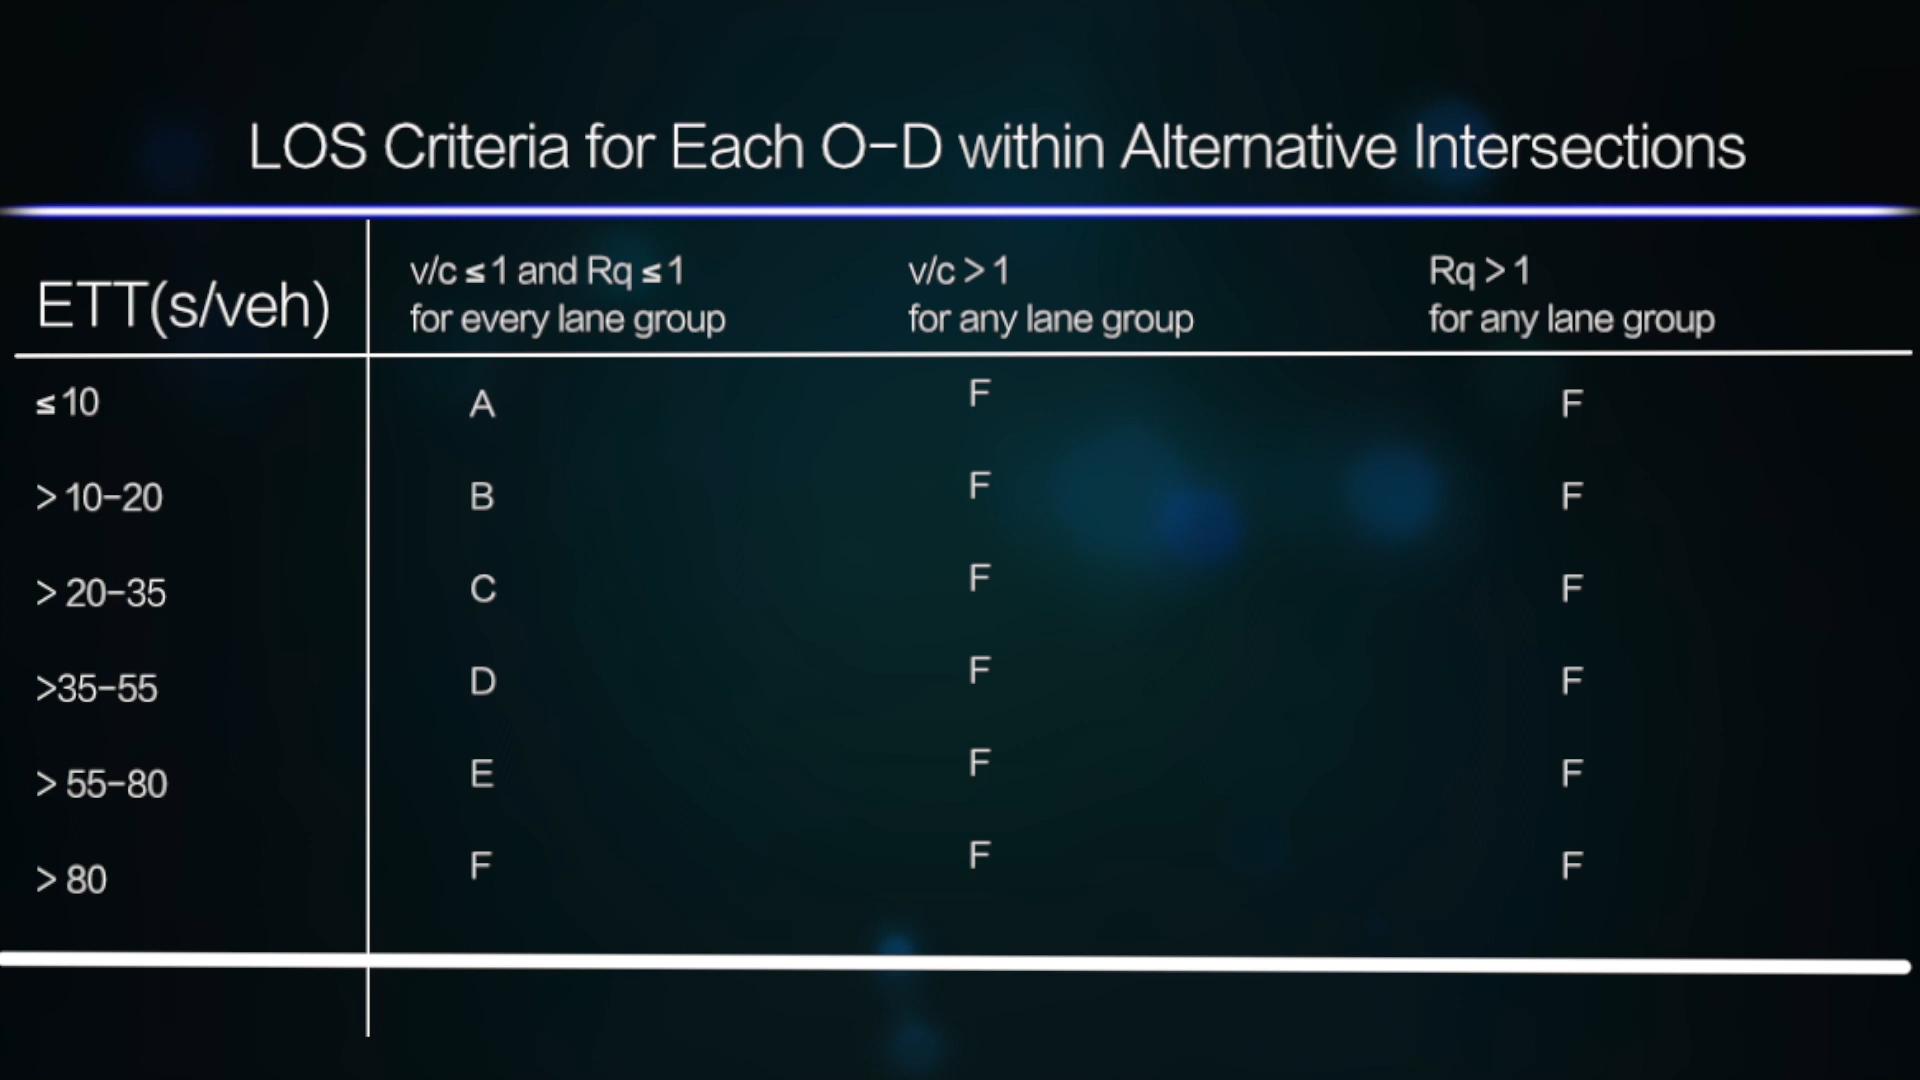 LOS Criteria for Each O-D within Alternative Intersections
ETT(s/veh)
v/c ≤ 1 and Rq ≤ 1
for every lane group
v/c > 1
for any lane group
Rq > 1
for any lane group
≤ 10 A F F
> 10-20 B F F
> 20-35 C F F
>35-55 D F F
> 55-80 E F F
> 80 F F F